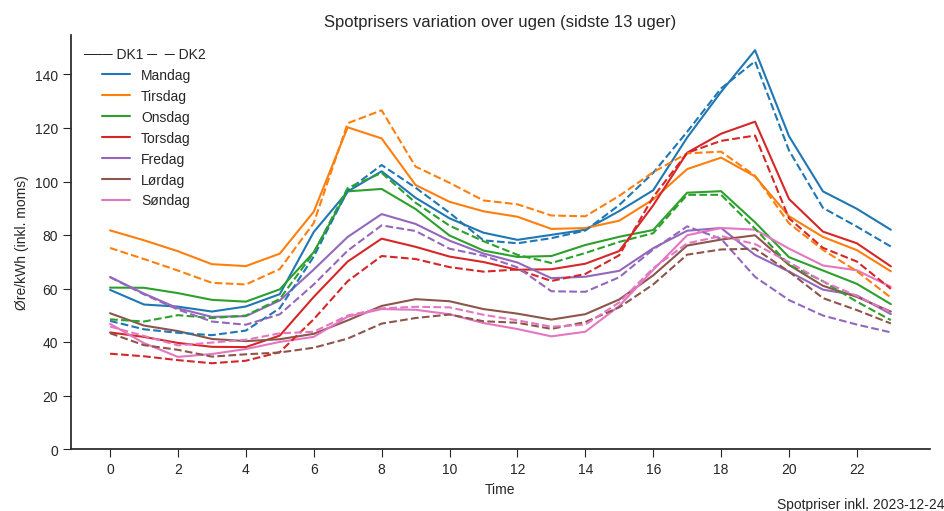 Spotprisers variation over ugen (sidste 13 uger)
DK1 DK2
Mandag
Tirsdag
Onsdag
Torsdag
Fredag
Lørdag
Søndag
Øre/kWh (inkl. moms)
140
120
100
80
60
40
20
0
0 2 4 6 8 10 12 14 16 18 20 22
Time
Spotpriser inkl. 2023-12-24